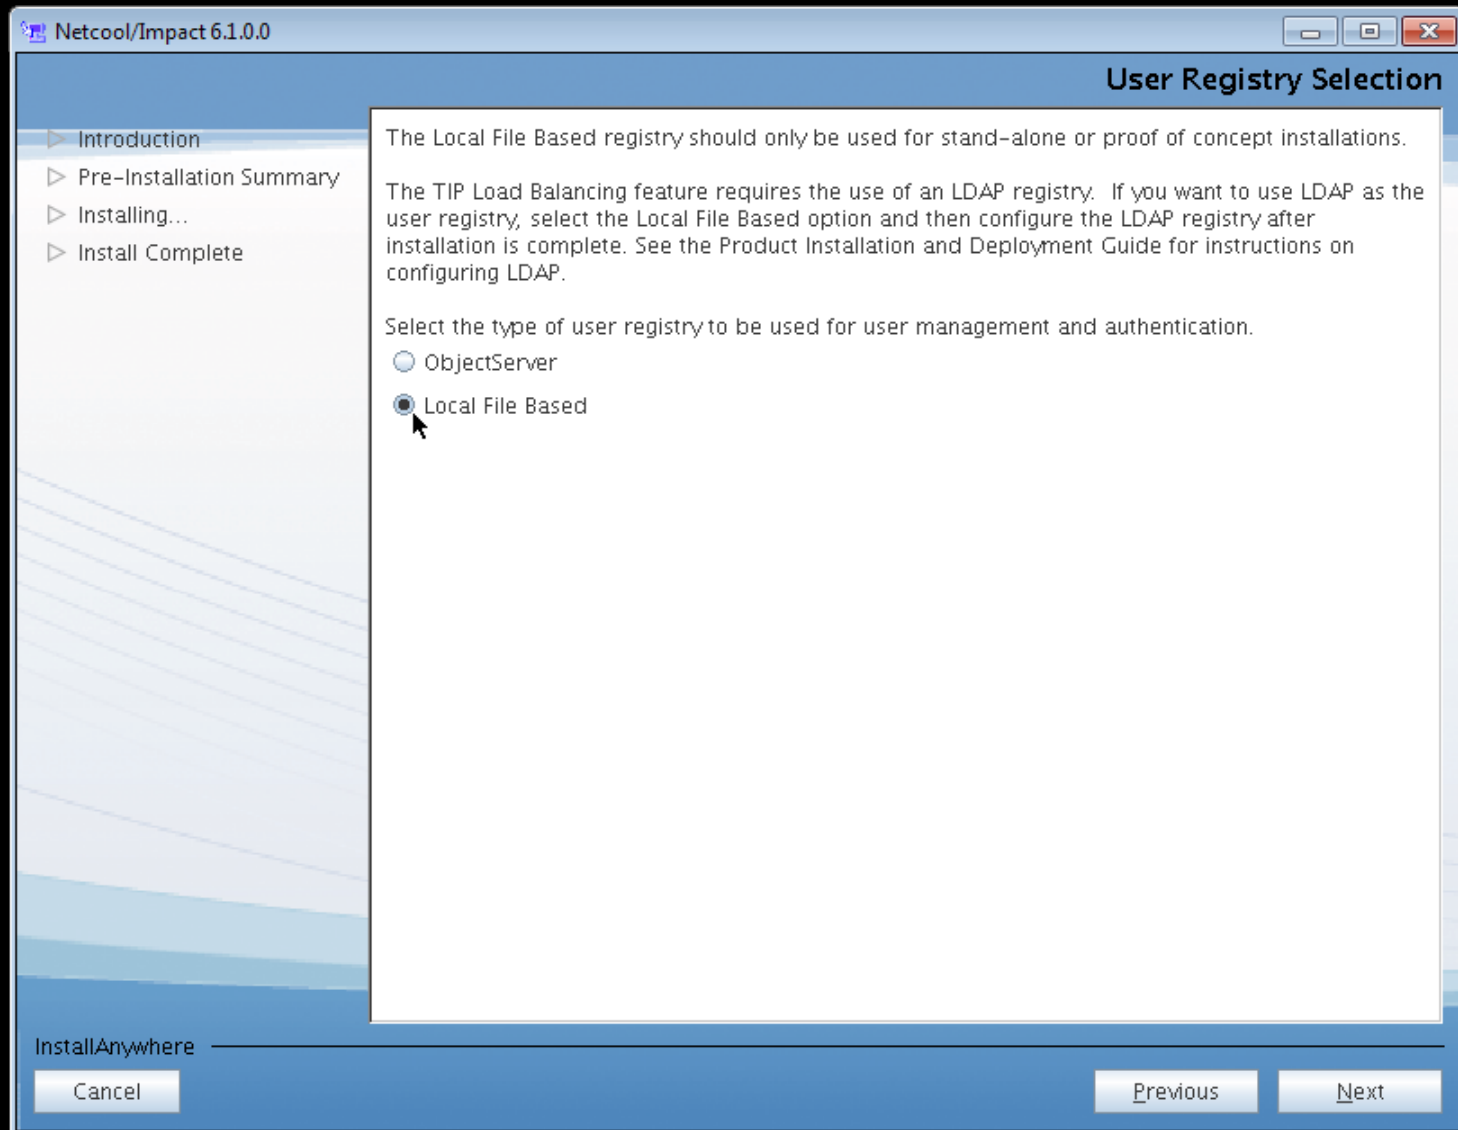 Netcool/Impact 6.1.0.0
User Registry Selection
Introduction
Pre-Installation Summary
Installing...
Install Complete
The Local File Based registry should only be used for stand-alone or proof of concept installations.
The TIP Load Balancing feature requires the use of an LDAP registry.  If you want to use LDAP as the
user registry, select the Local File Based option and then configure the LDAP registry after
installation is complete. See the Product Installation and Deployment Guide for instructions on
configuring LDAP.
Select the type of user registry to be used for user management and authentication.
ObjectServer
Local File Based
InstallAnywhere
Cancel
Previous
Next